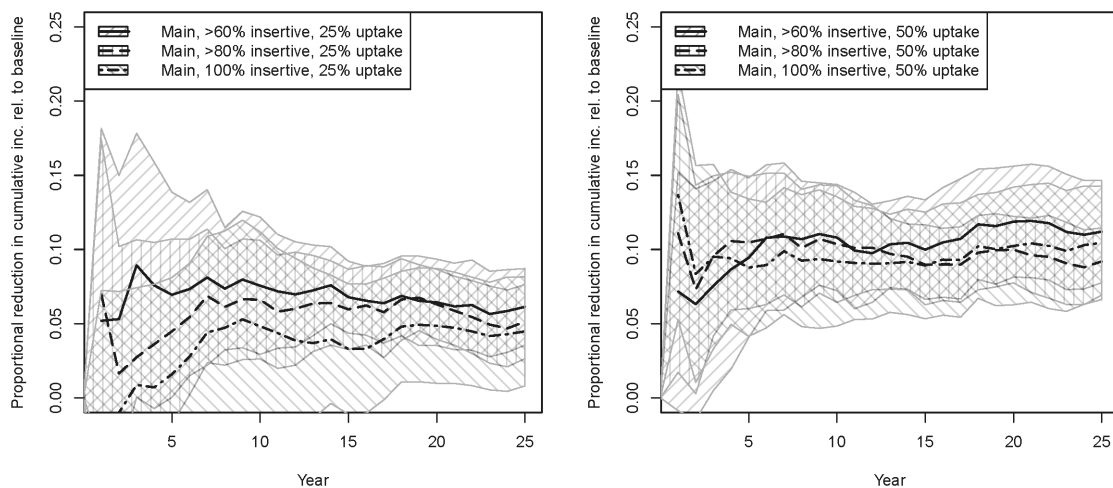 Proportional reduction in cumulative inc. rel. to baseline
0.25
0.20
0.15
0.10
0.05
0.00
Main, >60% insertive, 25% uptake
Main, >80% insertive, 25% uptake
Main, 100% insertive, 25% uptake
5 10 15 20 25
Year
Proportional reduction in cumulative inc. rel. to baseline
0.25
0.20
0.15
0.10
0.05
0.00
Main, >60% insertive, 50% uptake
Main, >80% insertive, 50% uptake
Main, 100% insertive, 50% uptake
5 10 15 20 25
Year